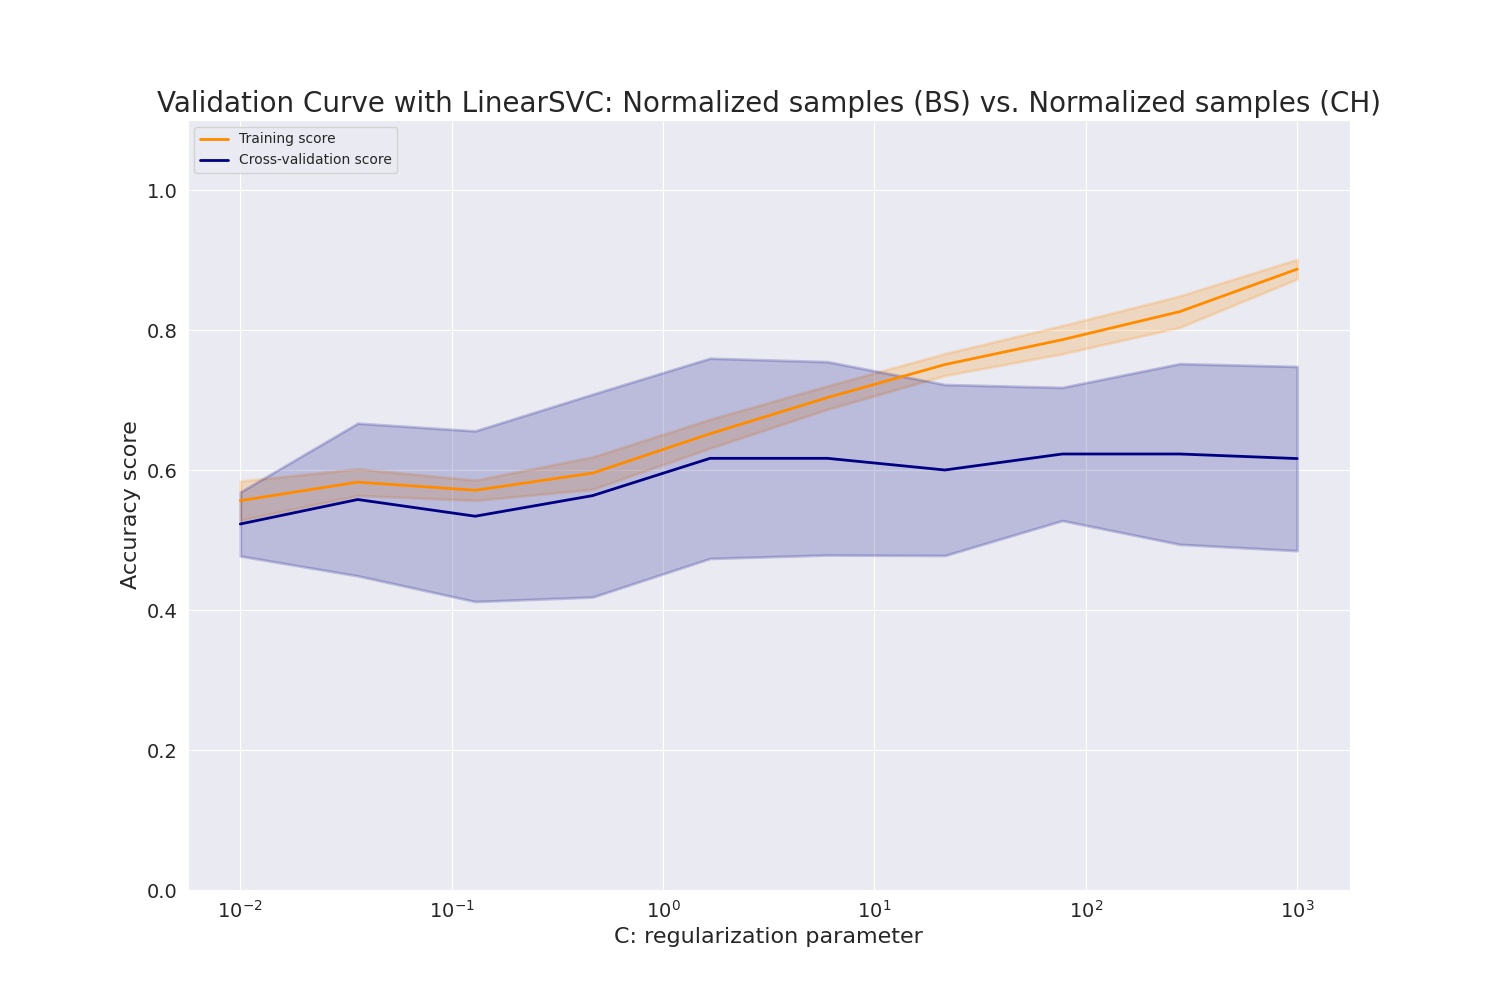 Validation Curve with LinearSVC: Normalized samples (BS) vs. Normalized samples (CH)
Training score
Cross-validation score
1.0
0.8
0.6
0.4
0.2
0.0
Accuracy score
10⁻² 10⁻¹ 10⁰ 10¹ 10² 10³
C: regularization parameter